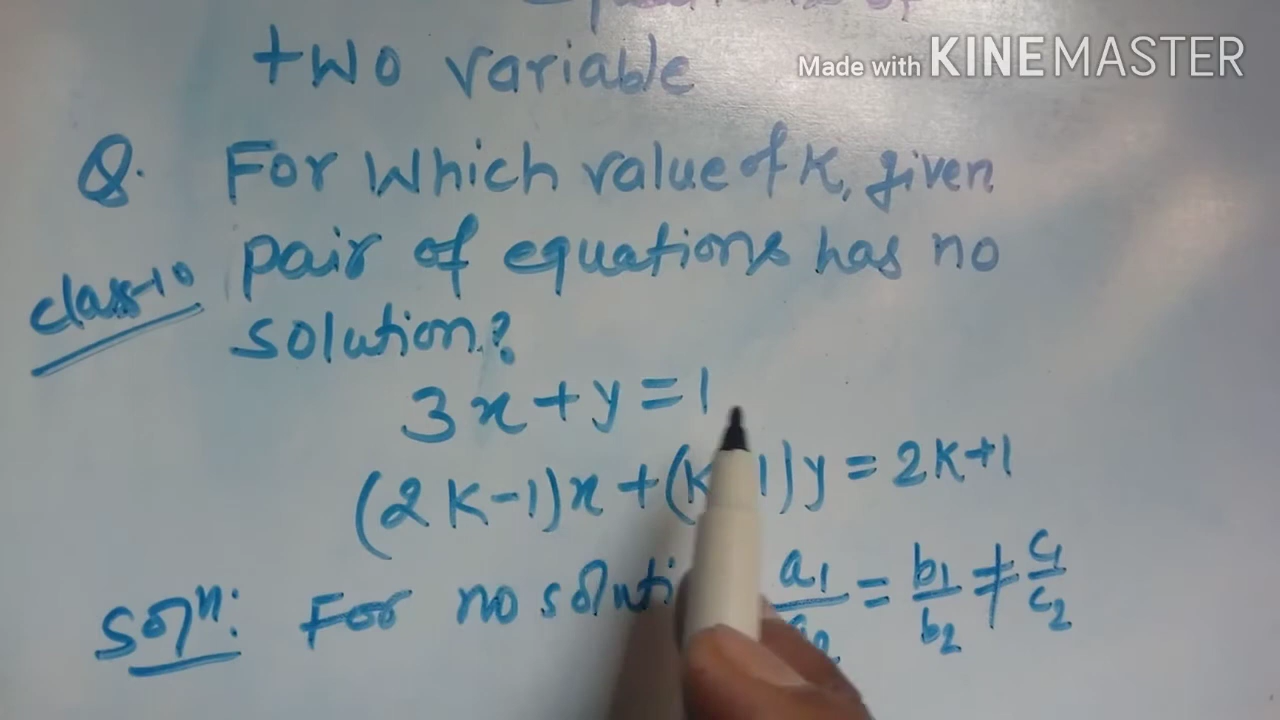 two variable
Made with KINEMASTER
Q. For Which value of K, given
pair of equations has no
Class-10
solution?
3x+y=1
(2K-1)x+(K 1)y=2K+1
Solⁿ: For no soluti a₁/a₂ = b₁/b₂ ≠ c₁/c₂